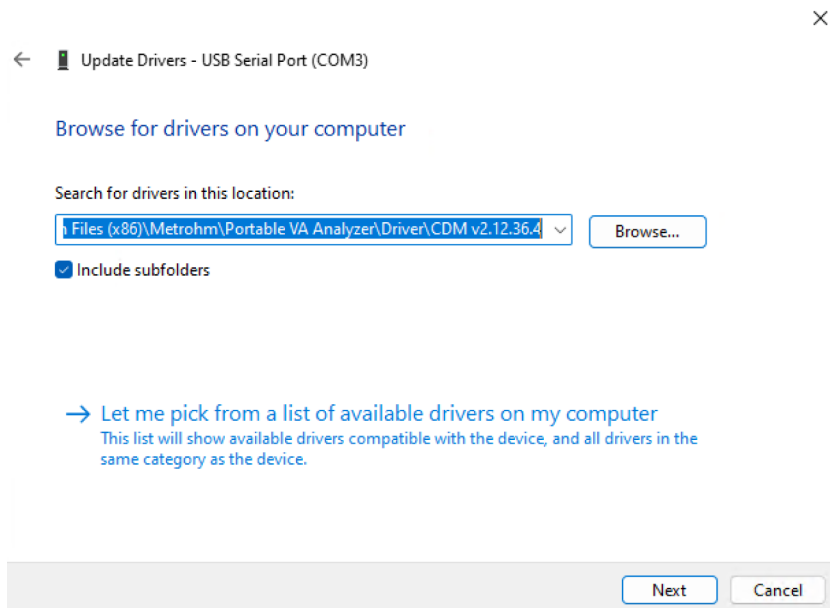 Update Drivers - USB Serial Port (COM3)
Browse for drivers on your computer
Search for drivers in this location:
n Files (x86)\Metrohm\Portable VA Analyzer\Driver\CDM v2.12.36.4
Browse...
Include subfolders
Let me pick from a list of available drivers on my computer
This list will show available drivers compatible with the device, and all drivers in the
same category as the device.
Next
Cancel